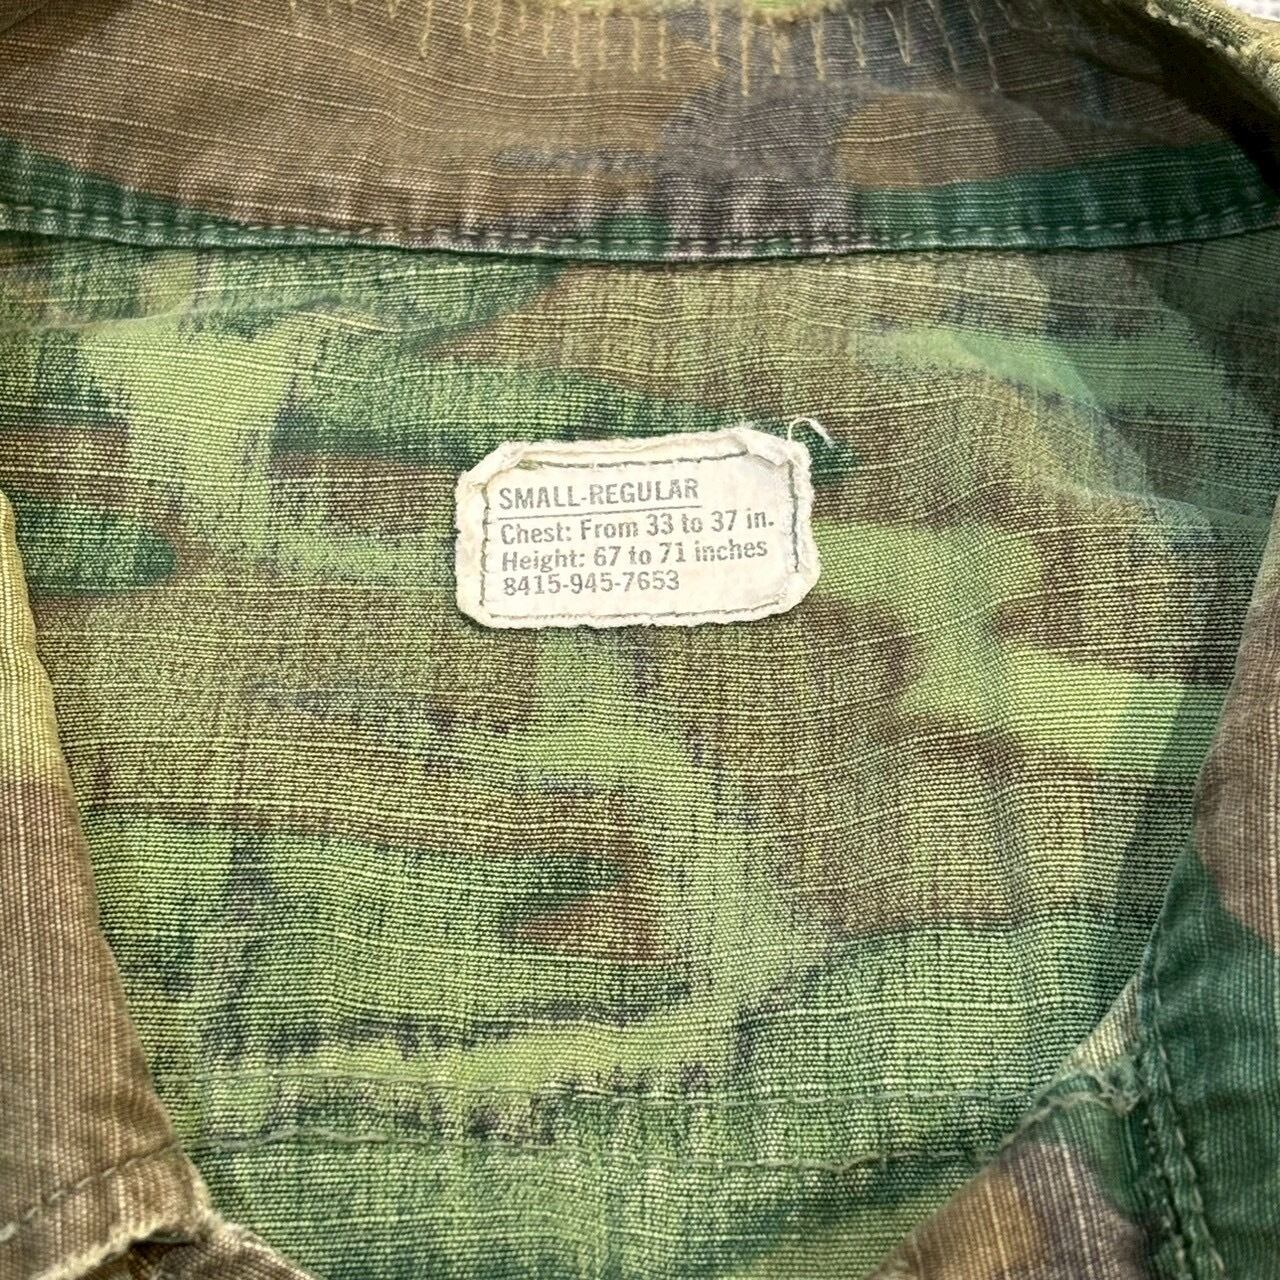 SMALL-REGULAR
Chest: From 33 to 37 in.
Height: 67 to 71 inches
8415-945-7653